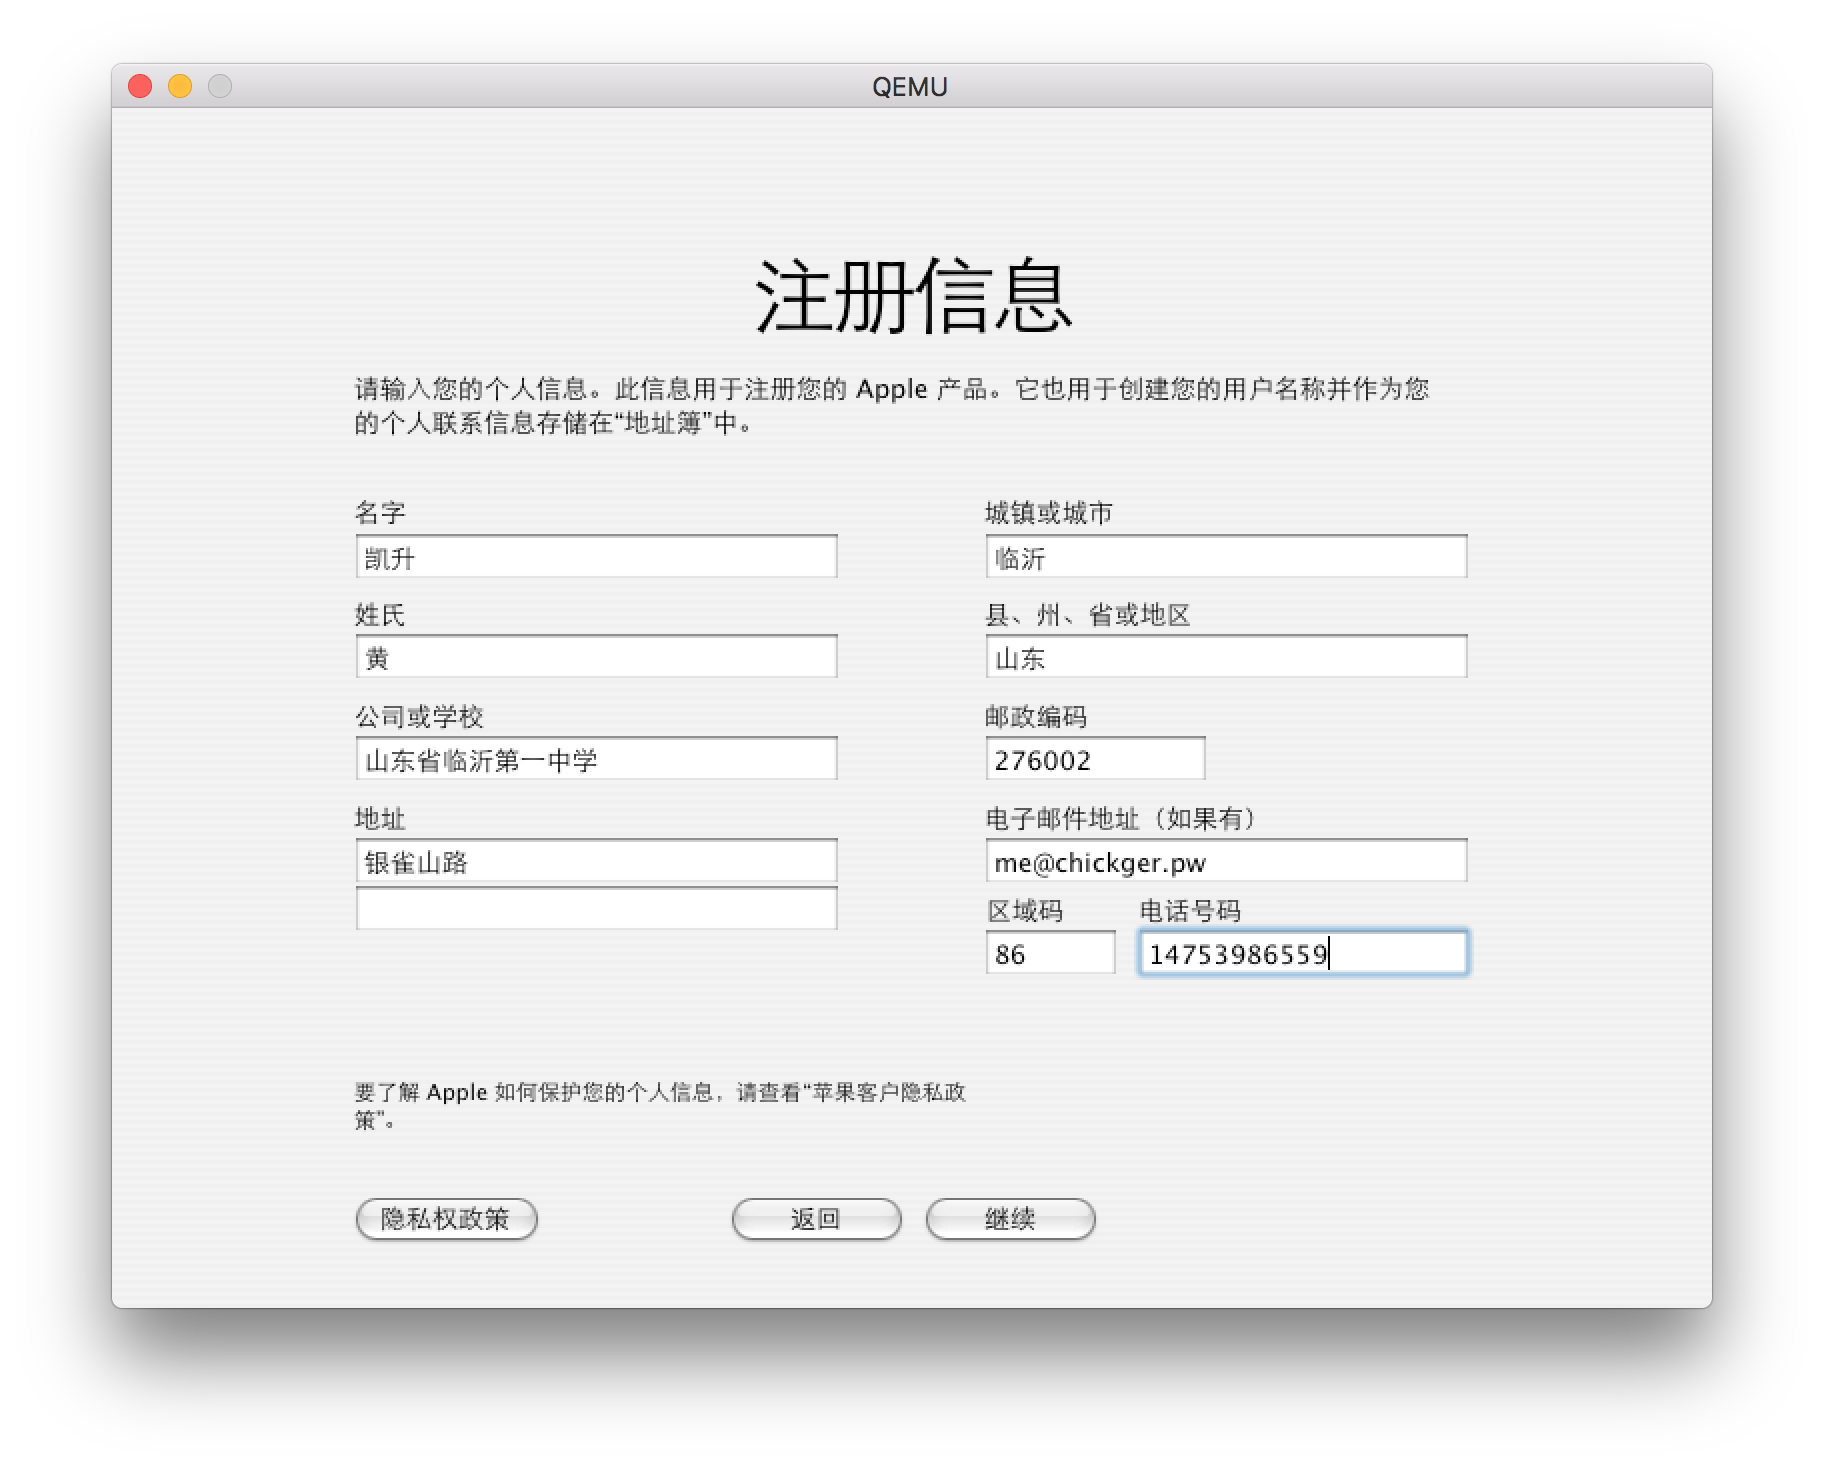 QEMU
注册信息
请输入您的个人信息。此信息用于注册您的 Apple 产品。它也用于创建您的用户名称并作为您
的个人联系信息存储在“地址簿”中。
名字
凯升
姓氏
黄
公司或学校
山东省临沂第一中学
地址
银雀山路
城镇或城市
临沂
县、州、省或地区
山东
邮政编码
276002
电子邮件地址（如果有）
me@chickger.pw
区域码 电话号码
86 14753986559
要了解 Apple 如何保护您的个人信息，请查看“苹果客户隐私政
策”。
隐私权政策 返回 继续